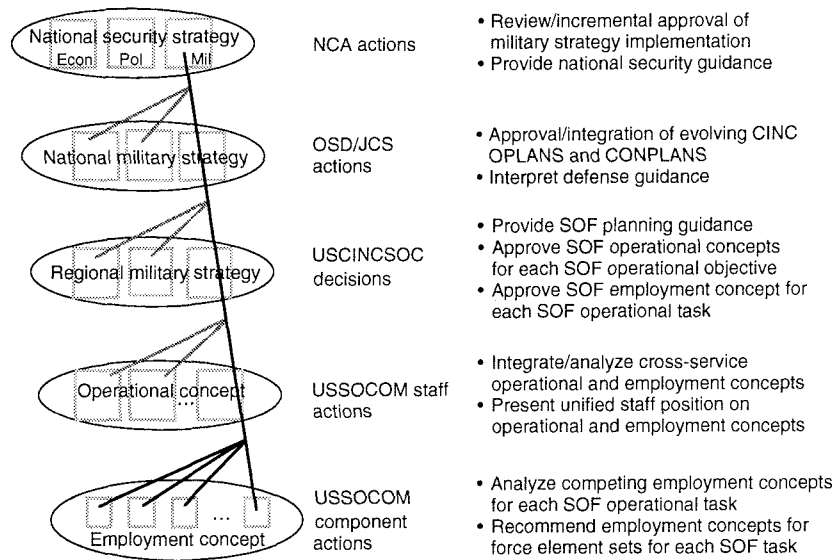 National security strategy
Econ Pol Mil
NCA actions
• Review/incremental approval of
military strategy implementation
• Provide national security guidance
National military strategy
OSD/JCS
actions
• Approval/integration of evolving CINC
OPLANS and CONPLANS
• Interpret defense guidance
Regional military strategy
USCINCSOC
decisions
• Provide SOF planning guidance
• Approve SOF operational concepts
for each SOF operational objective
• Approve SOF employment concept for
each SOF operational task
Operational concept
...
USSOCOM staff
actions
• Integrate/analyze cross-service
operational and employment concepts
• Present unified staff position on
operational and employment concepts
...
Employment concept
USSOCOM
component
actions
• Analyze competing employment concepts
for each SOF operational task
• Recommend employment concepts for
force element sets for each SOF task